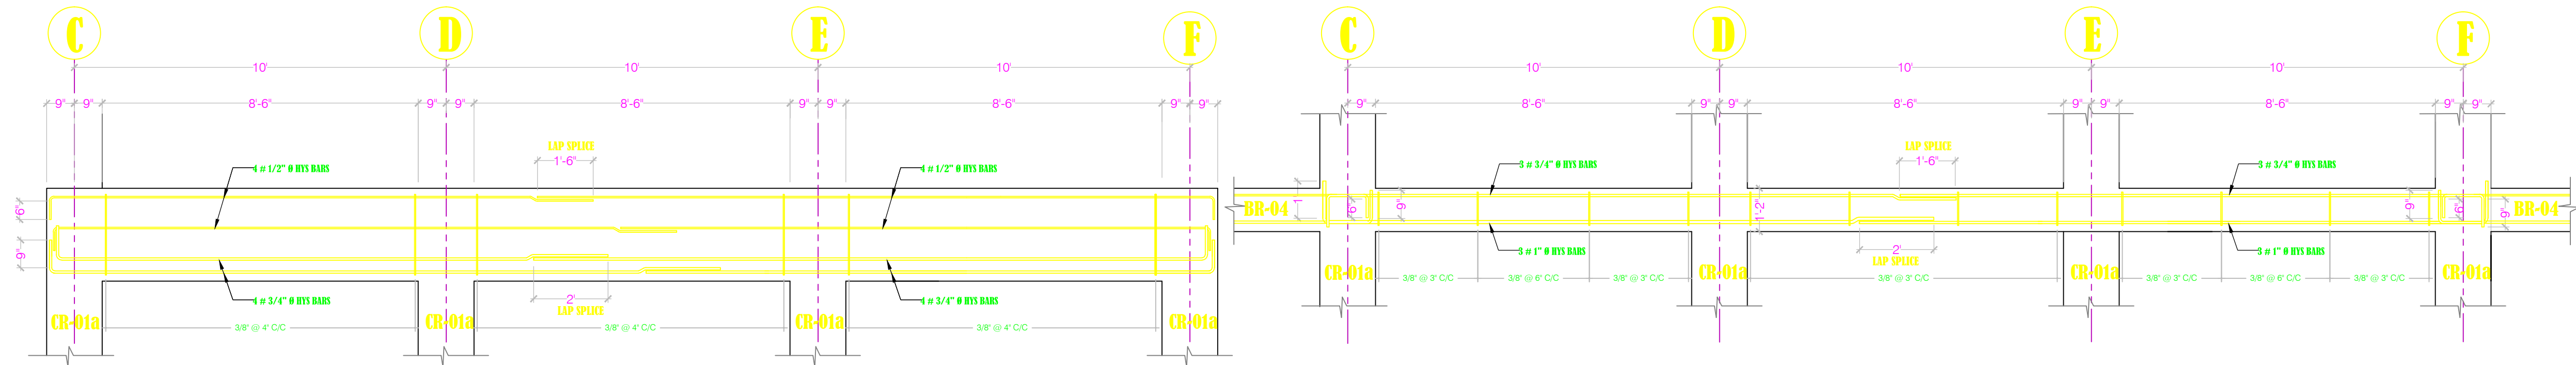 C D E F C D E F
10' 10' 10' 10' 10' 10'
9" 9" 8'-6" 9" 9" 8'-6" 9" 9" 8'-6" 9" 9" 9" 8'-6" 9" 9" 8'-6" 9" 9" 8'-6" 9" 9"
LAP SPLICE LAP SPLICE
1'-6" 1'-6"
4 # 1/2" Ø HYS BARS 4 # 1/2" Ø HYS BARS 3 # 3/4" Ø HYS BARS 3 # 3/4" Ø HYS BARS
6" BR-04 1' 6" 9" 1'-2" 9" 6" 9" BR-04
9"
3 # 1" Ø HYS BARS 3 # 1" Ø HYS BARS
2'
LAP SPLICE
CR-01a CR-01a CR-01a CR-01a
3/8' @ 3' C/C 3/8' @ 6' C/C 3/8' @ 3' C/C 3/8' @ 3' C/C 3/8' @ 3' C/C 3/8' @ 6' C/C 3/8' @ 3' C/C
4 # 3/4" Ø HYS BARS 2' 4 # 3/4" Ø HYS BARS
LAP SPLICE
CR-01a CR-01a CR-01a CR-01a
3/8' @ 4' C/C 3/8' @ 4' C/C 3/8' @ 4' C/C